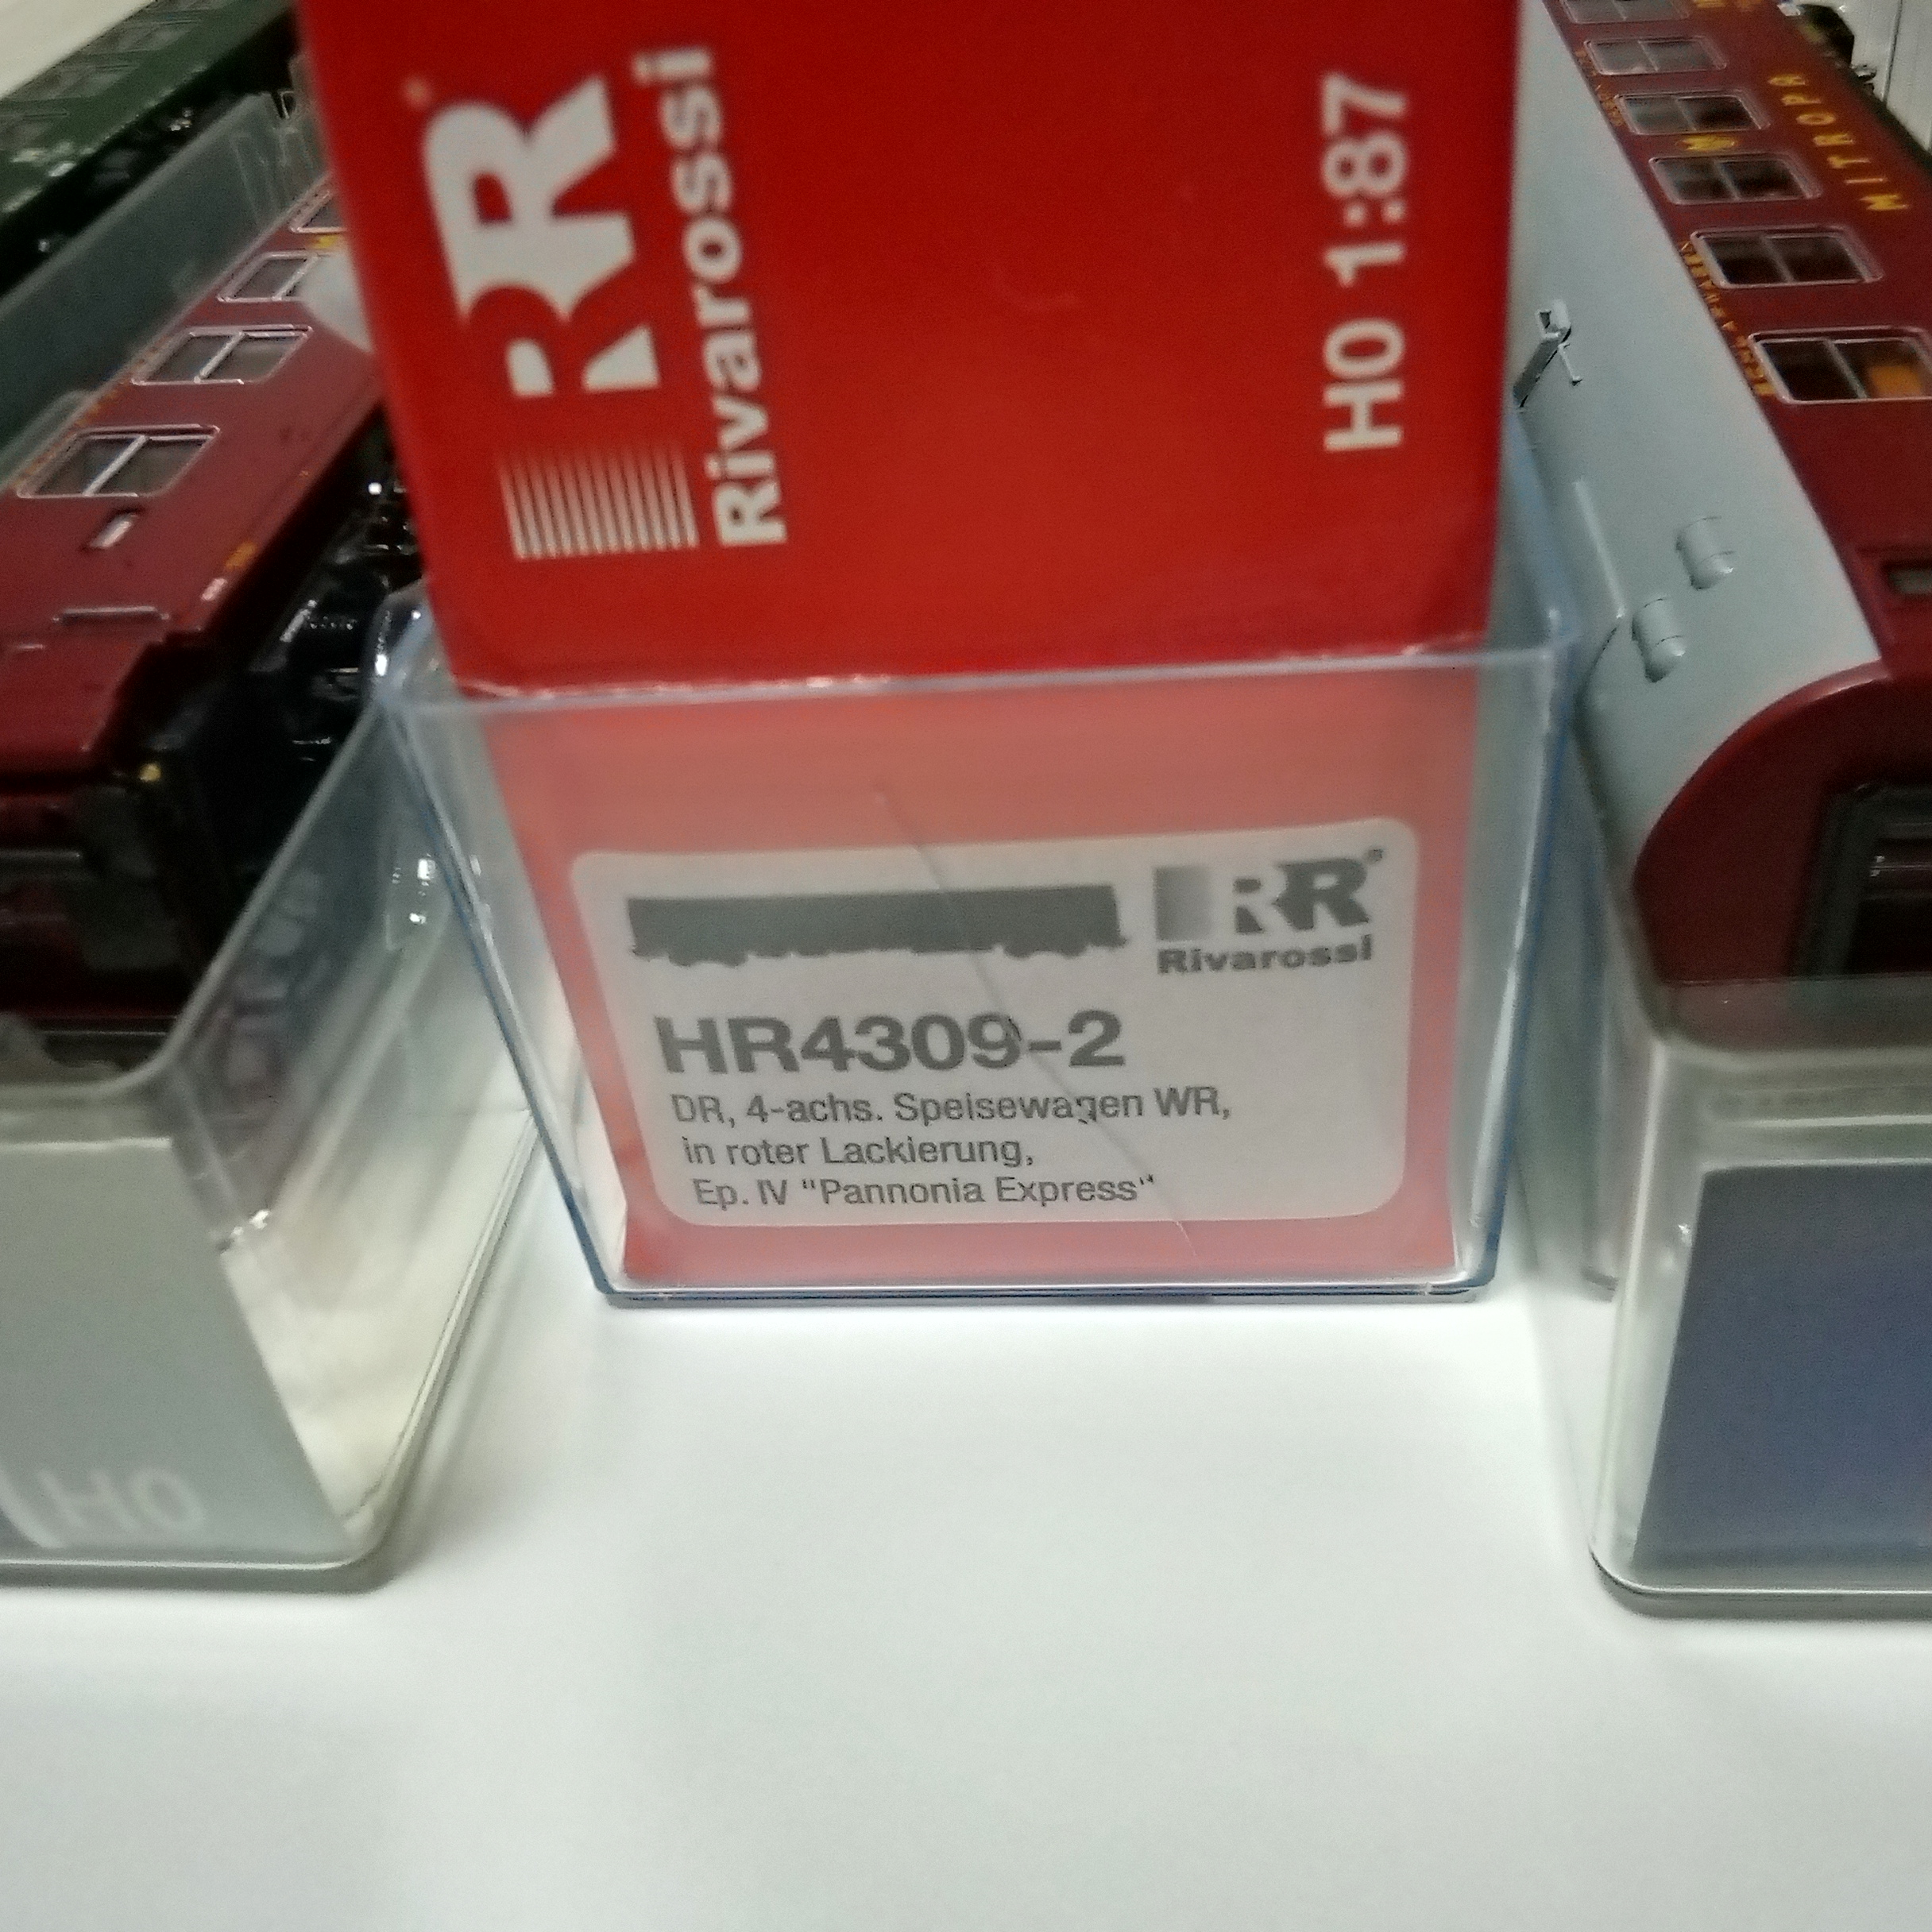 RR
Rivarossi
H0 1:87
MITROPA
RR
Rivarossi
HR4309-2
DR, 4-achs. Speisewagen WR,
in roter Lackierung,
Ep. IV "Pannonia Express"
H0